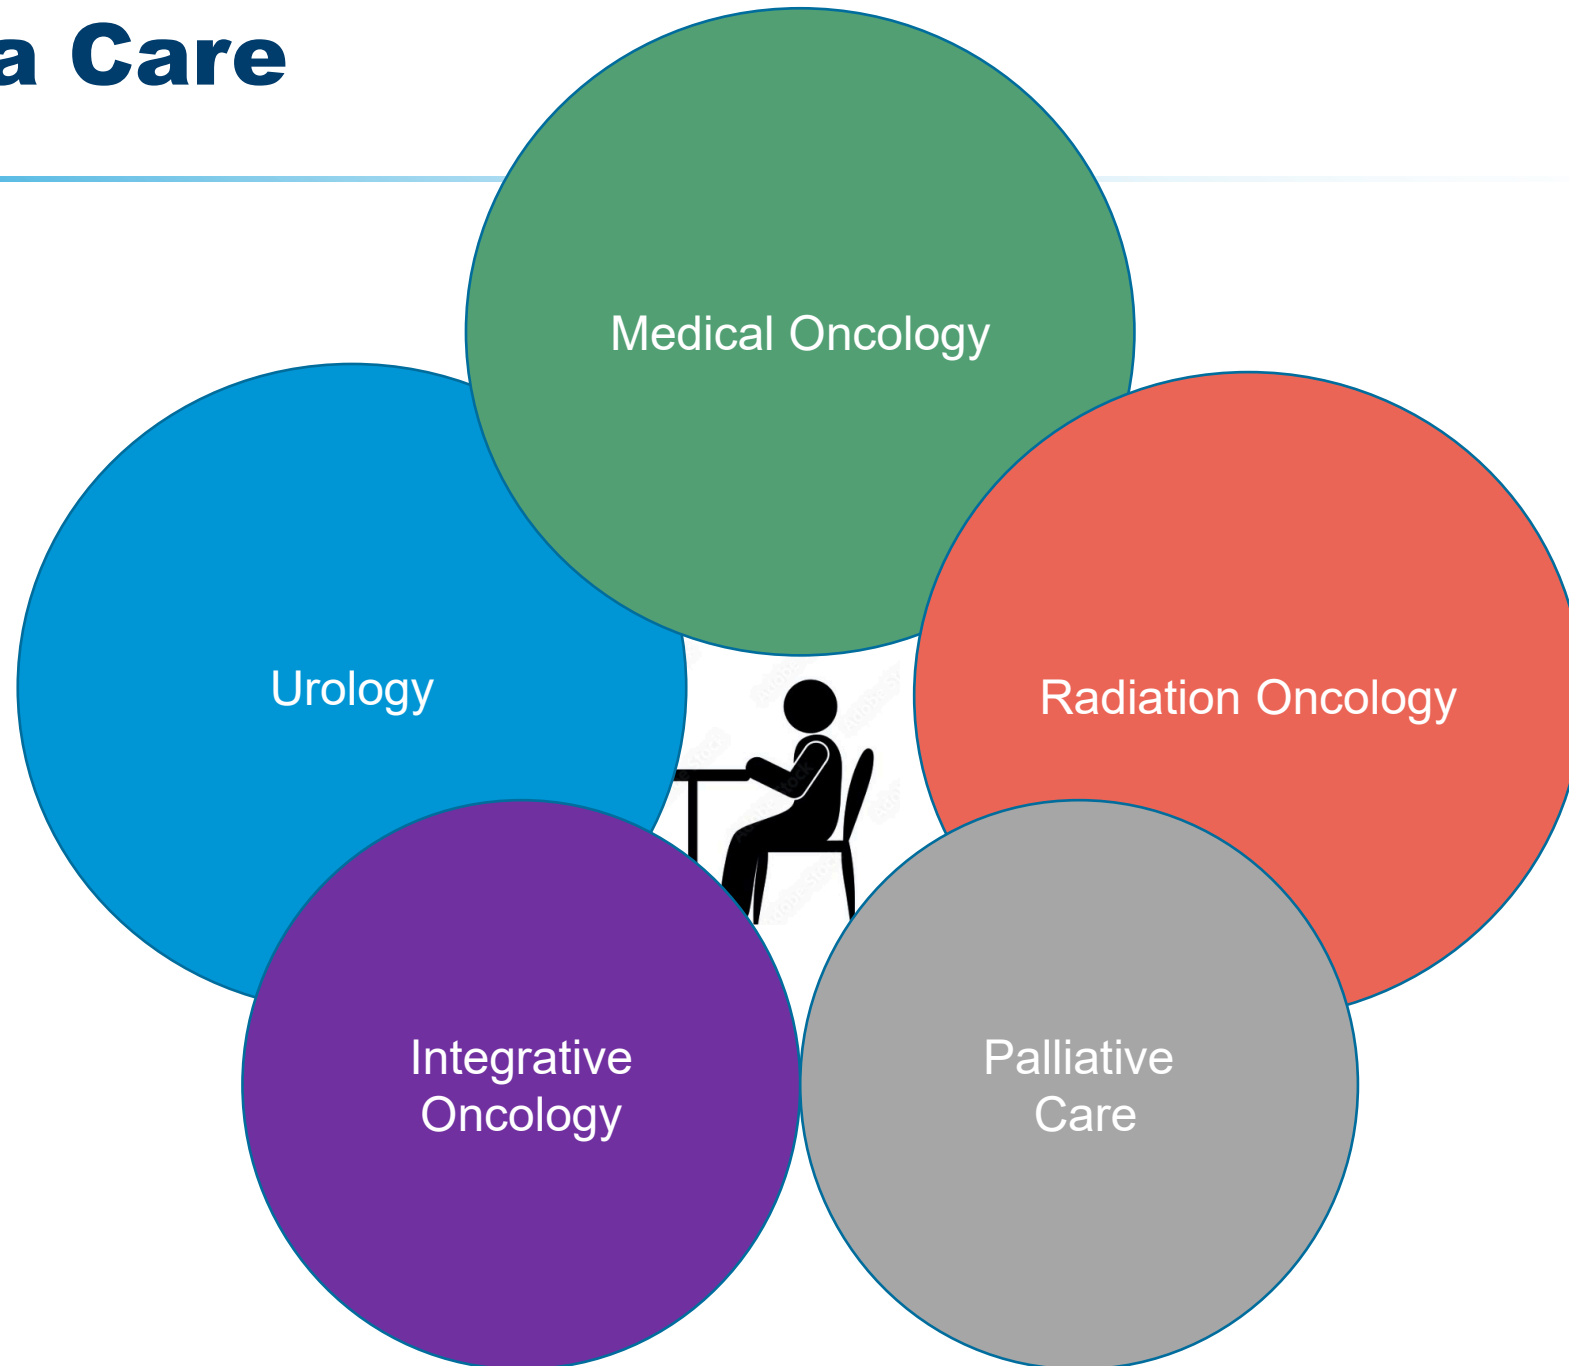 a Care
Medical Oncology
Urology
Radiation Oncology
Integrative
Oncology
Palliative
Care